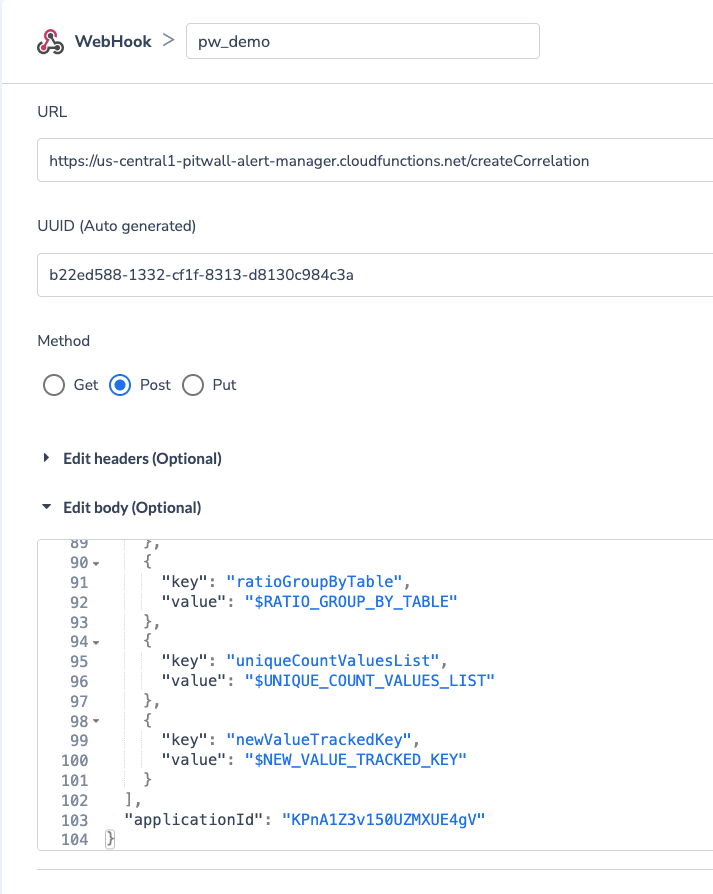 WebHook > pw_demo
URL
https://us-central1-pitwall-alert-manager.cloudfunctions.net/createCorrelation
UUID (Auto generated)
b22ed588-1332-cf1f-8313-d8130c984c3a
Method
Get Post Put
Edit headers (Optional)
Edit body (Optional)
89 },
90 {
91 "key": "ratioGroupByTable",
92 "value": "$RATIO_GROUP_BY_TABLE"
93 },
94 {
95 "key": "uniqueCountValuesList",
96 "value": "$UNIQUE_COUNT_VALUES_LIST"
97 },
98 {
99 "key": "newValueTrackedKey",
100 "value": "$NEW_VALUE_TRACKED_KEY"
101 }
102 ],
103 "applicationId": "KPnA1Z3v150UZMXUE4gV"
104 }